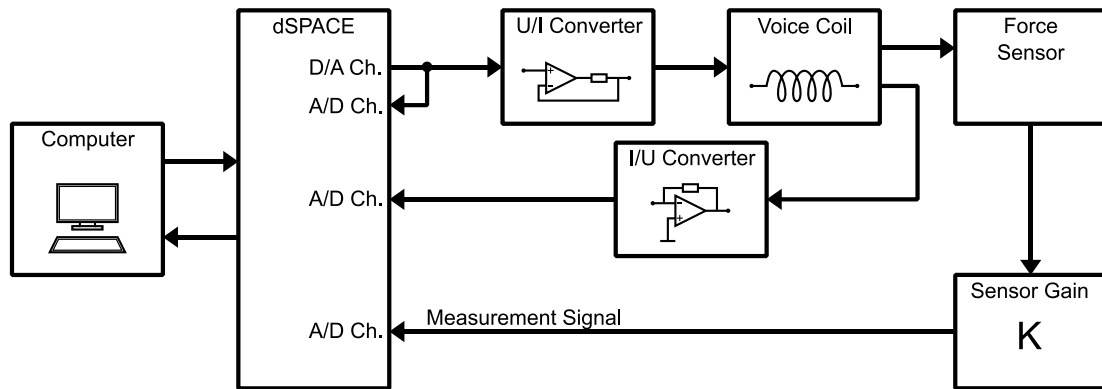 dSPACE
U/I Converter
Voice Coil
Force
Sensor
D/A Ch.
A/D Ch.
Computer
I/U Converter
A/D Ch.
Sensor Gain
K
A/D Ch.
Measurement Signal